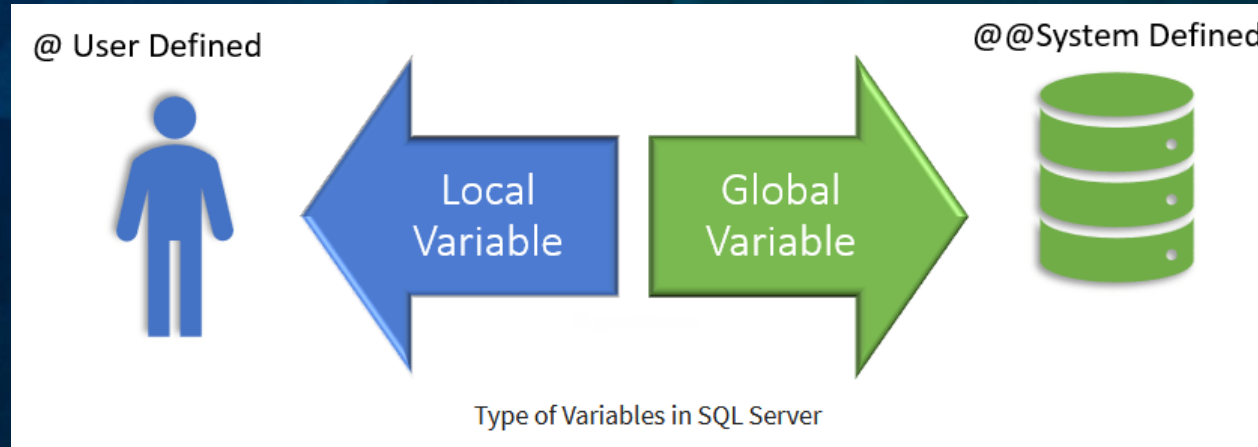 @ User Defined
@@System Defined
Local
Variable
Global
Variable
Type of Variables in SQL Server